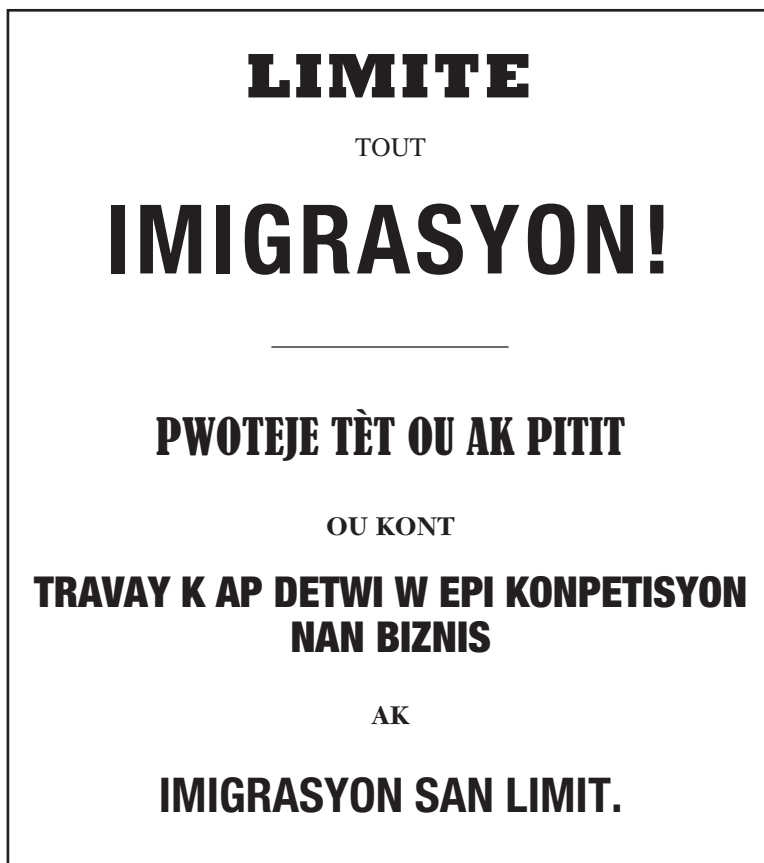 LIMITE
TOUT
IMIGRASYON!
PWOTEJE TÈT OU AK PITIT
OU KONT
TRAVAY K AP DETWI W EPI KONPETISYON
NAN BIZNIS
AK
IMIGRASYON SAN LIMIT.